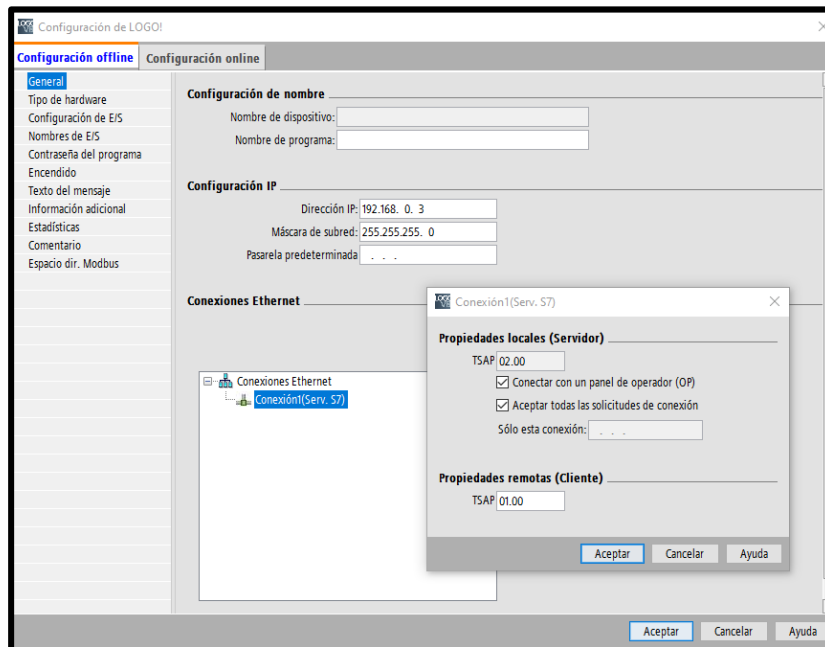 Configuración de LOGO!
Configuración offline
Configuración online
General
Tipo de hardware
Configuración de E/S
Nombres de E/S
Contraseña del programa
Encendido
Texto del mensaje
Información adicional
Estadísticas
Comentario
Espacio dir. Modbus
Configuración de nombre
Nombre de dispositivo:
Nombre de programa:
Configuración IP
Dirección IP: 192.168. 0. 3
Máscara de subred: 255.255.255. 0
Pasarela predeterminada . . .
Conexiones Ethernet
Conexiones Ethernet
Conexión1(Serv. S7)
Conexión1(Serv. S7)
Propiedades locales (Servidor)
TSAP 02.00
Conectar con un panel de operador (OP)
Aceptar todas las solicitudes de conexión
Sólo esta conexión: . . .
Propiedades remotas (Cliente)
TSAP 01.00
Aceptar Cancelar Ayuda
Aceptar Cancelar Ayuda